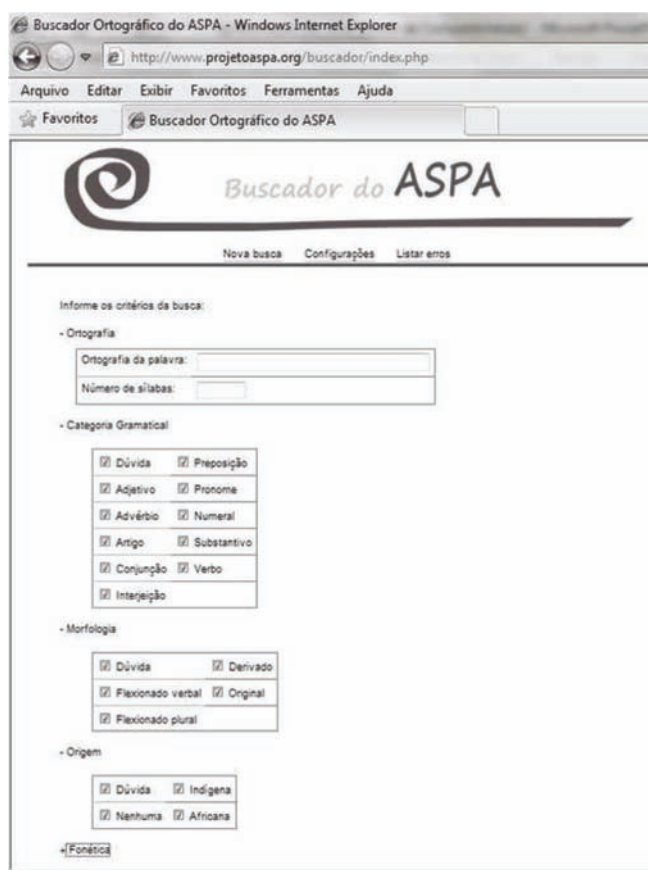 Buscador Ortográfico do ASPA - Windows Internet Explorer
http://www.projetoaspa.org/buscador/index.php
Arquivo Editar Exibir Favoritos Ferramentas Ajuda
Favoritos Buscador Ortográfico do ASPA
Buscador do ASPA
Nova busca Configurações Listar erros
Informe os critérios da busca:
- Ortografia
Ortografia da palavra:
Número de sílabas:
- Categoria Gramatical
Dúvida Preposição
Adjetivo Pronome
Advérbio Numeral
Artigo Substantivo
Conjunção Verbo
Interjeição
- Morfologia
Dúvida Derivado
Flexionado verbal Original
Flexionado plural
- Origem
Dúvida Indígena
Nenhuma Africana
+Fonética